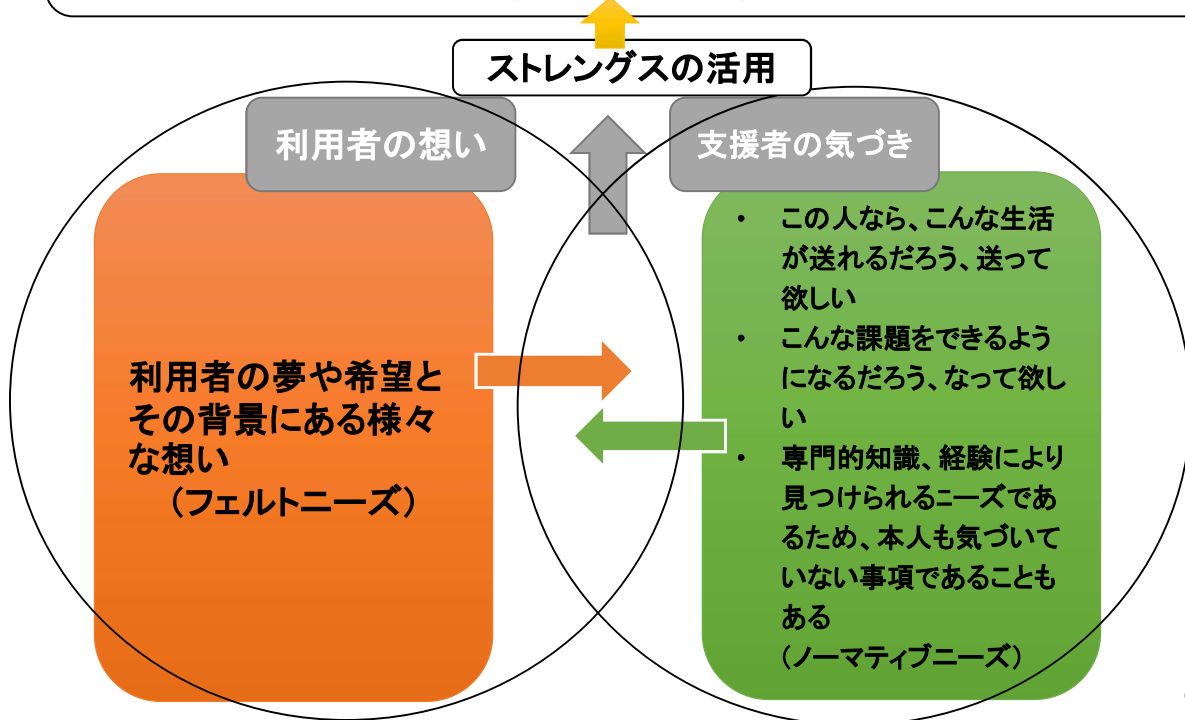 ストレングスの活用
利用者の想い
支援者の気づき
利用者の夢や希望と
その背景にある様々
な想い
（フェルトニーズ）
• この人なら、こんな生活
が送れるだろう、送って
欲しい
• こんな課題をできるよう
になるだろう、なって欲し
い
• 専門的知識、経験により
見つけられるニーズであ
るため、本人も気づいて
いない事項であることも
ある
（ノーマティブニーズ）